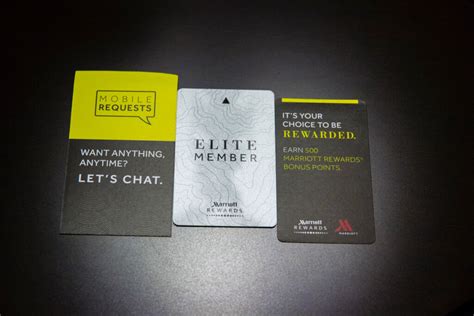 MOBILE
REQUESTS
WANT ANYTHING,
ANYTIME?
LET'S CHAT.
ELITE
MEMBER
Marriott
REWARDS
IT'S YOUR
CHOICE TO BE
REWARDED.
EARN 500
MARRIOTT REWARDS®
BONUS POINTS.
Marriott
REWARDS
MARRIOTT